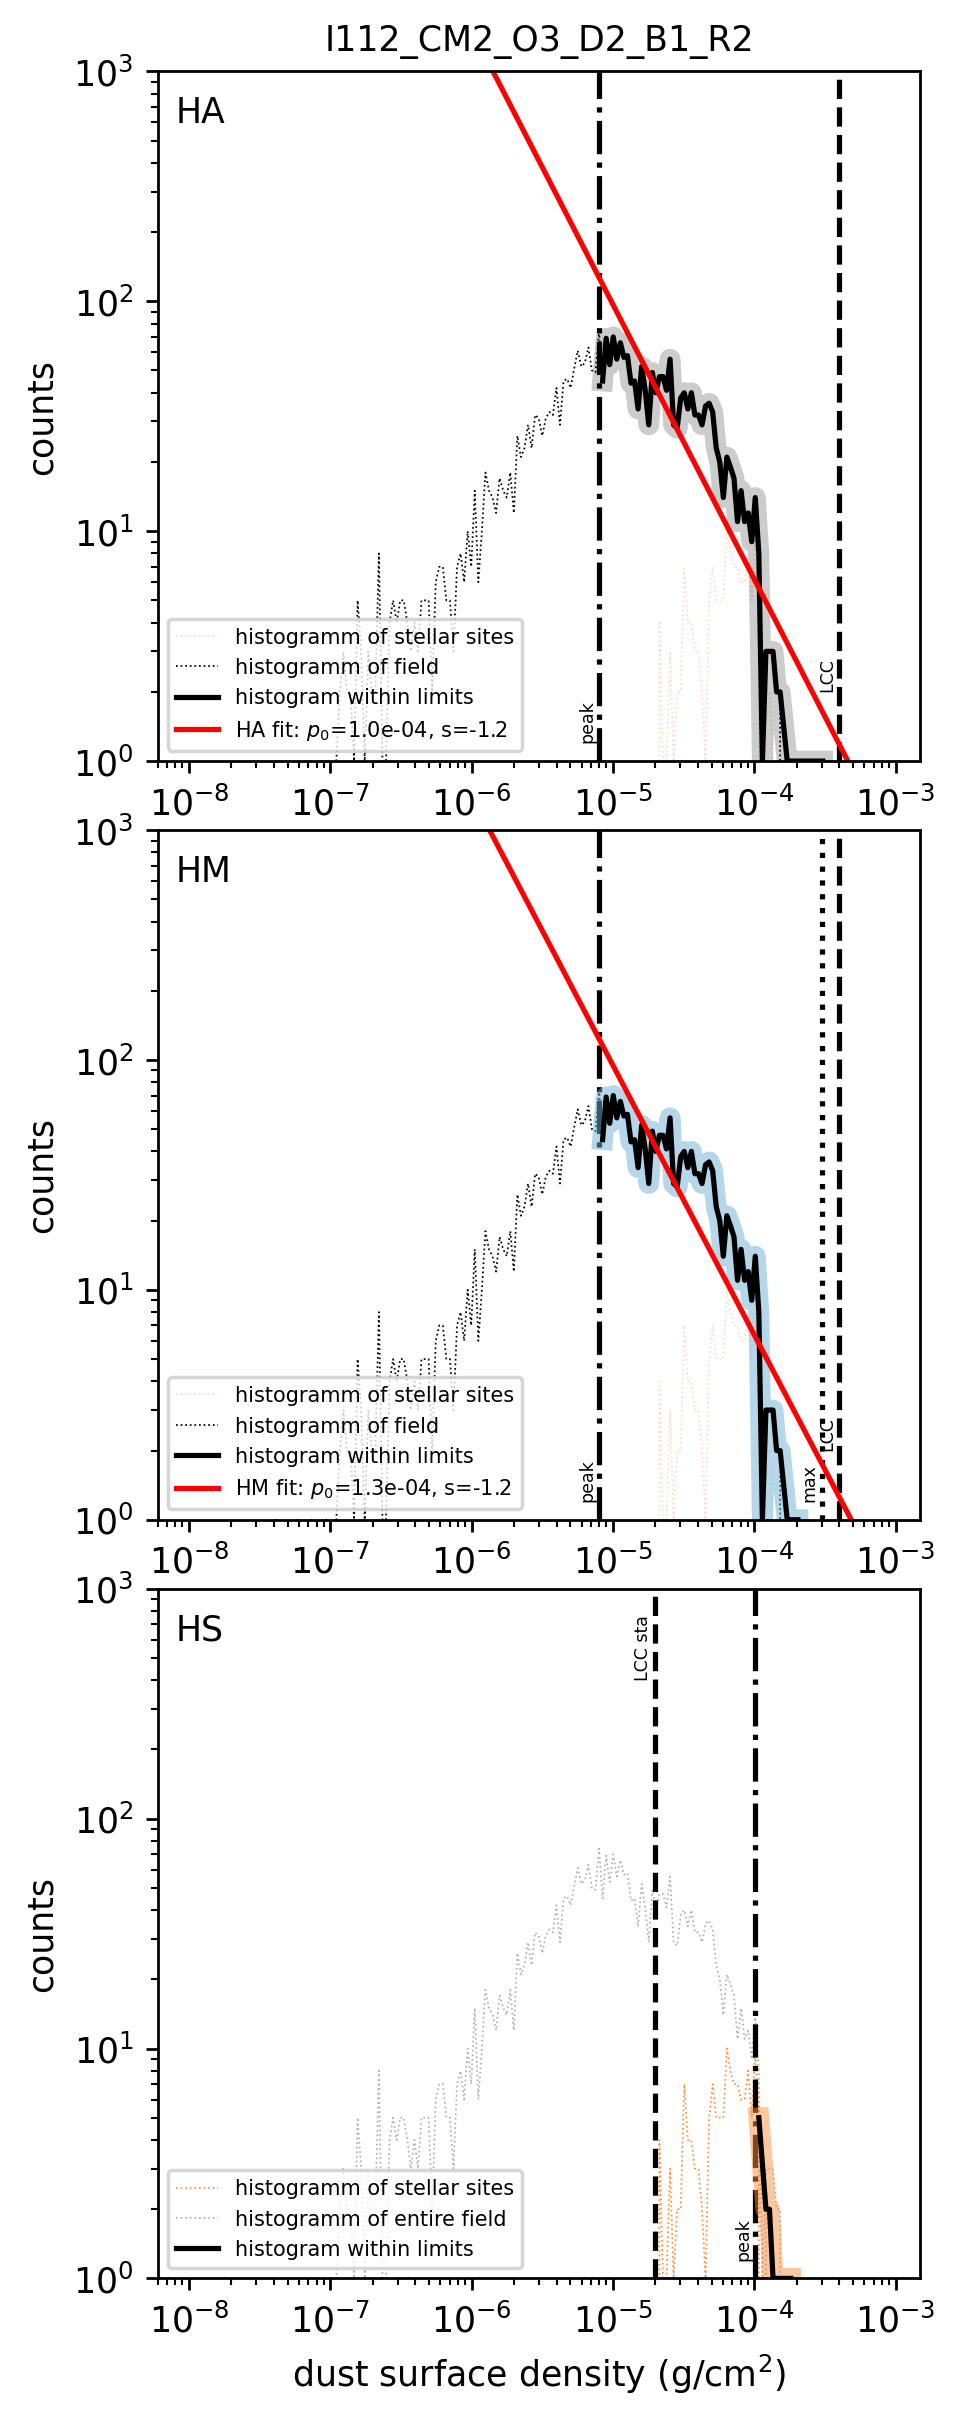 I112_CM2_O3_D2_B1_R2
10³
HA
10²
counts
10¹
LCC
peak
histogramm of stellar sites
histogramm of field
histogram within limits
HA fit: p₀=1.0e-04, s=-1.2
10⁰
10⁻⁸ 10⁻⁷ 10⁻⁶ 10⁻⁵ 10⁻⁴ 10⁻³
10³
HM
10²
counts
10¹
LCC
peak
max
histogramm of stellar sites
histogramm of field
histogram within limits
HM fit: p₀=1.3e-04, s=-1.2
10⁰
10⁻⁸ 10⁻⁷ 10⁻⁶ 10⁻⁵ 10⁻⁴ 10⁻³
10³
HS
LCC sta
10²
counts
10¹
peak
histogramm of stellar sites
histogramm of entire field
histogram within limits
10⁰
10⁻⁸ 10⁻⁷ 10⁻⁶ 10⁻⁵ 10⁻⁴ 10⁻³
dust surface density (g/cm²)